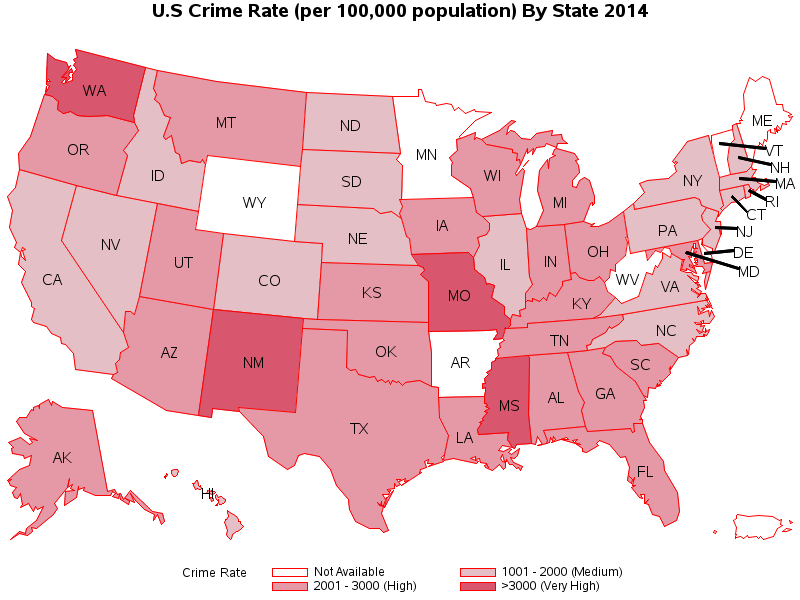 U.S Crime Rate (per 100,000 population) By State 2014
WA
MT
ND
MN
ME
OR
ID
SD
WI
MI
NY
VT
NH
MA
RI
CT
WY
NV
NE
IA
PA
NJ
CA
UT
CO
IL
IN
OH
DE
MD
WV
VA
KS
MO
KY
AZ
NM
OK
AR
TN
NC
SC
TX
LA
MS
AL
GA
AK
HI
FL
Crime Rate
Not Available
1001 - 2000 (Medium)
2001 - 3000 (High)
>3000 (Very High)